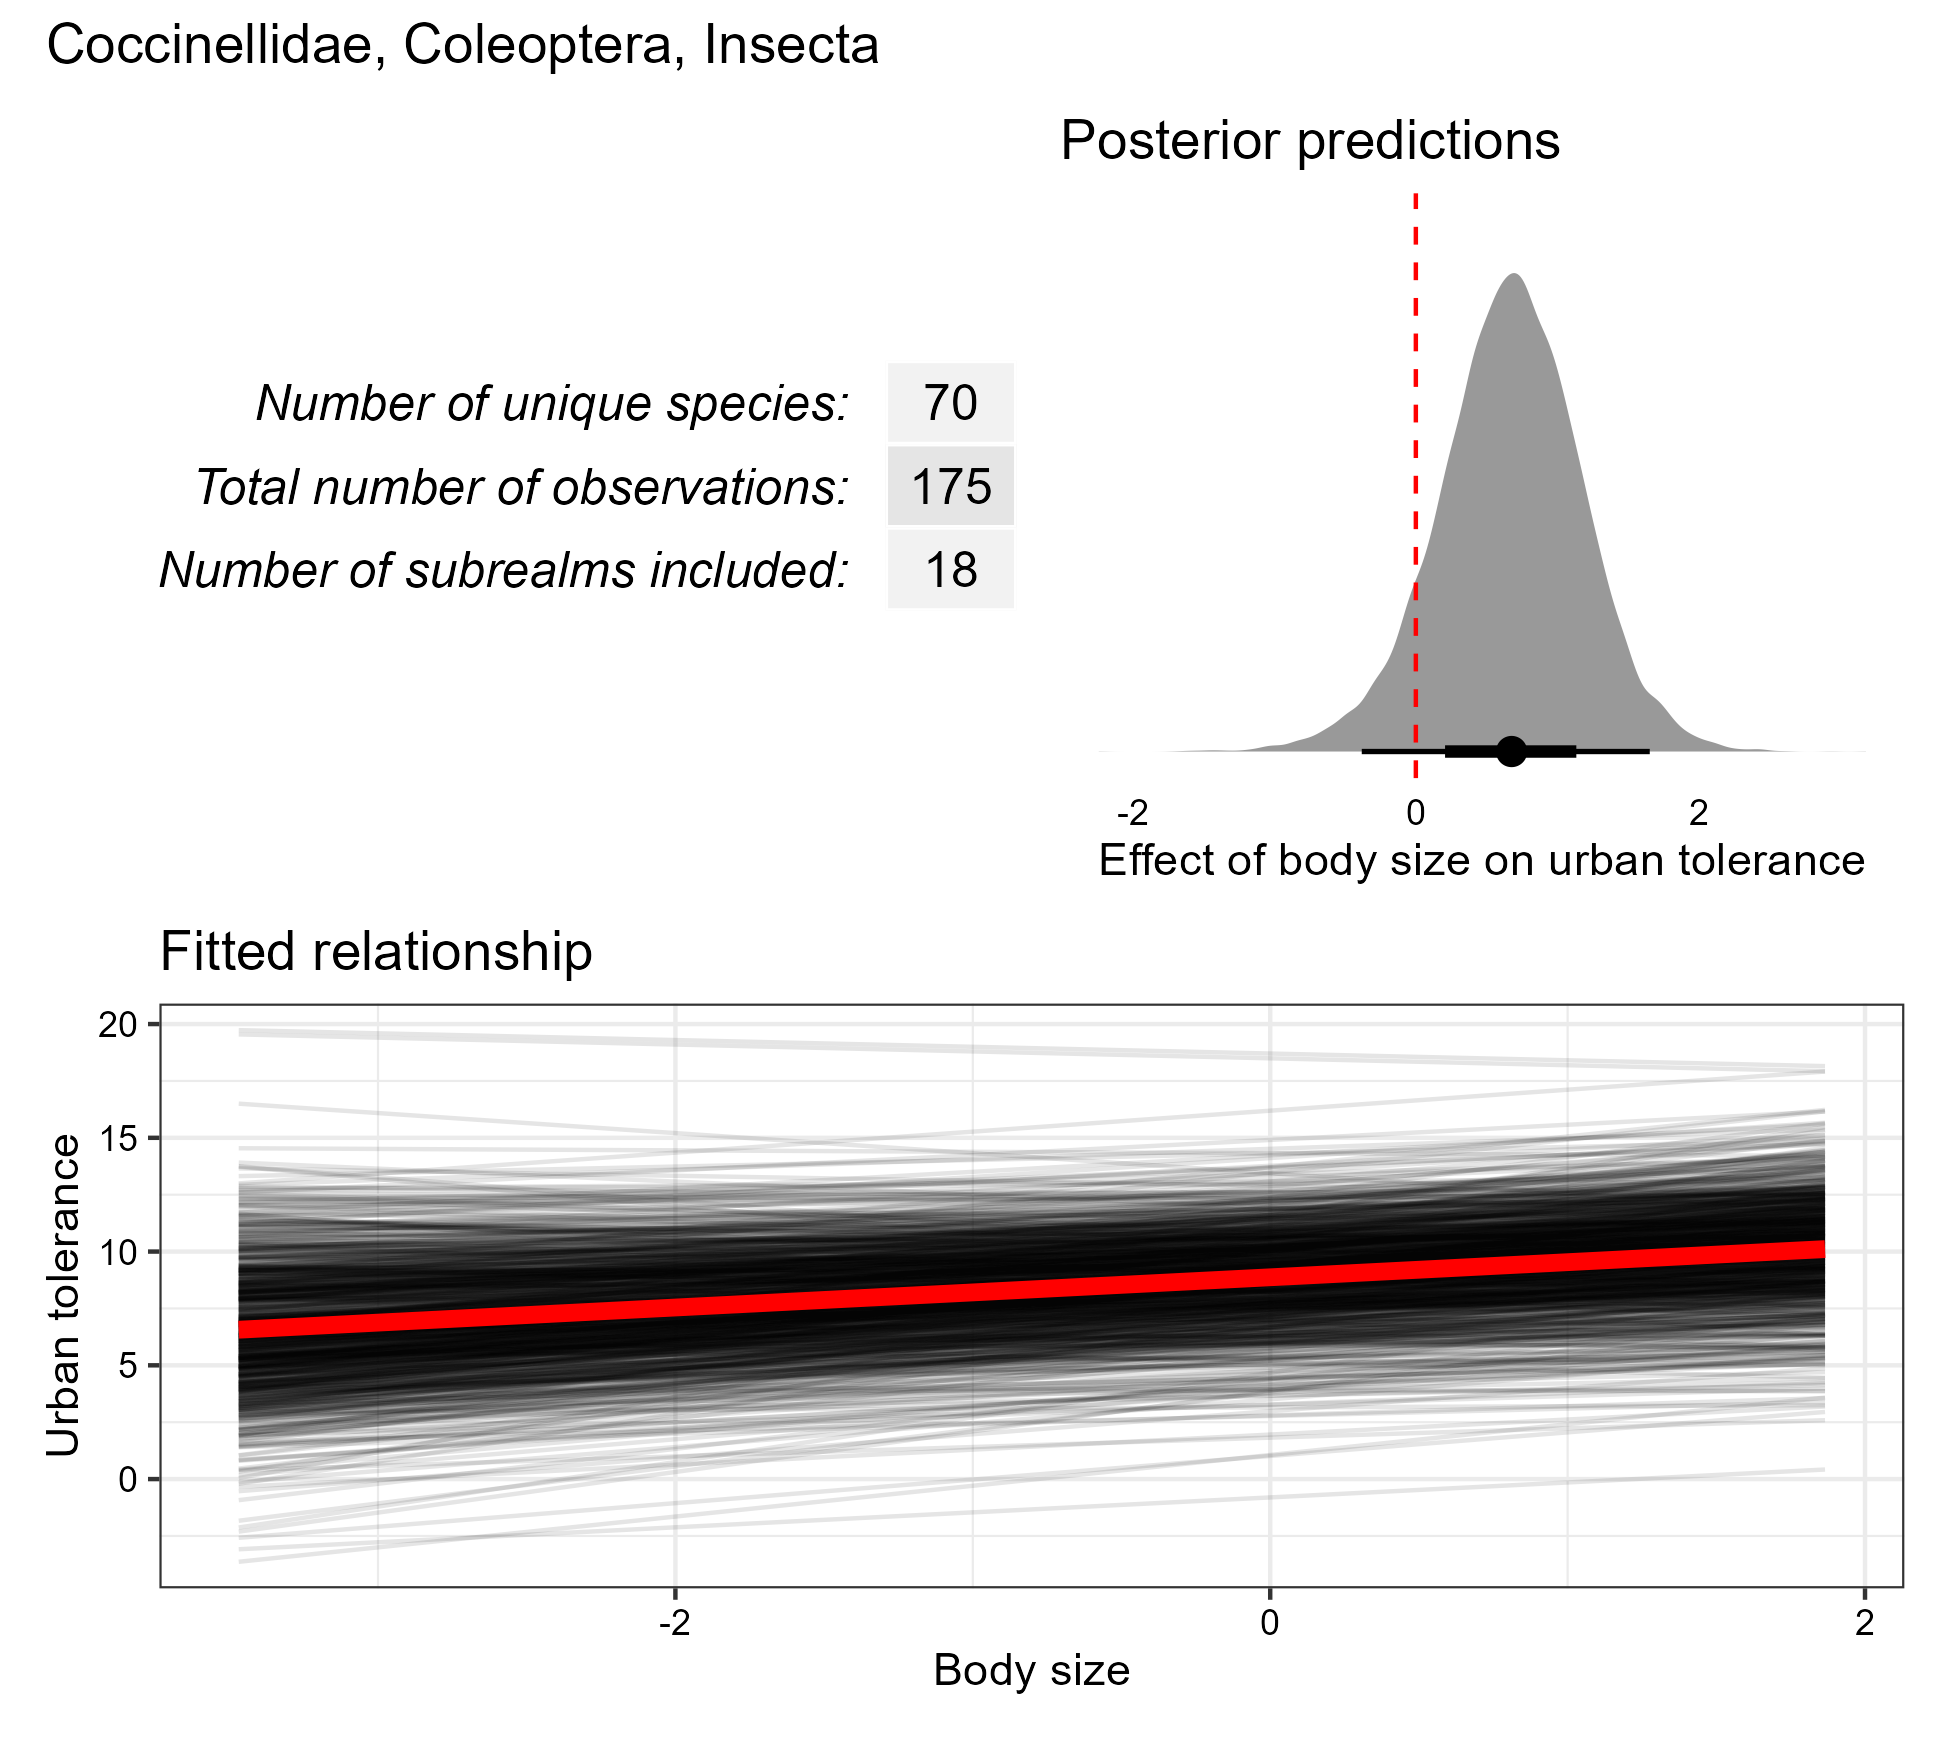 Coccinellidae, Coleoptera, Insecta
Posterior predictions
Number of unique species: 70
Total number of observations: 175
Number of subrealms included: 18
-2 0 2
Effect of body size on urban tolerance
Fitted relationship
Urban tolerance
20
15
10
5
0
-2 0 2
Body size